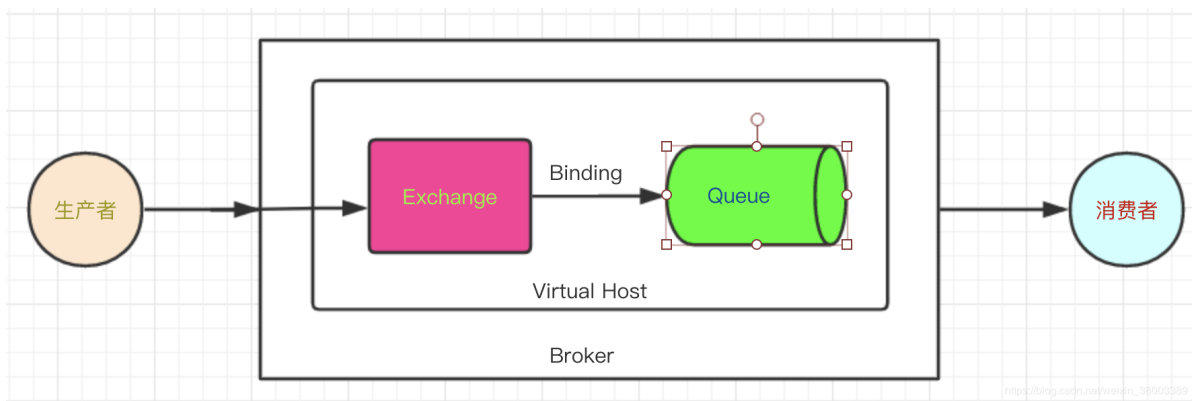 Binding
生产者
Exchange
Queue
消费者
Virtual Host
Broker